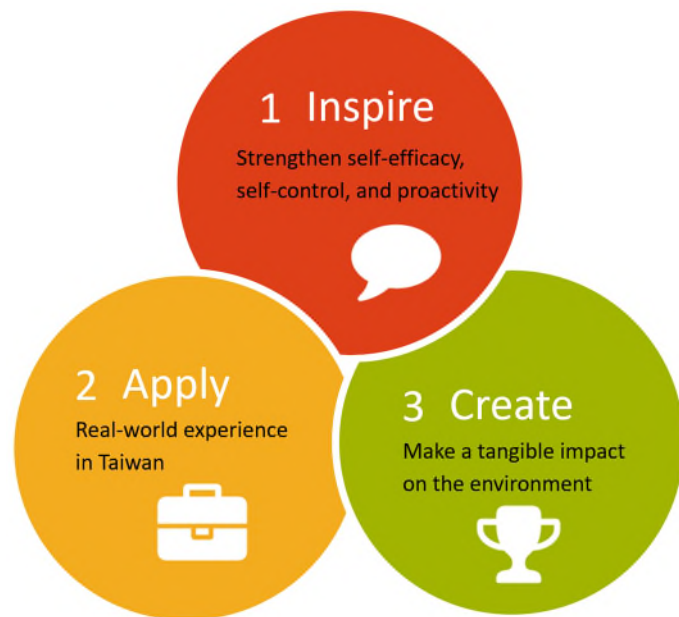 1 Inspire
Strengthen self-efficacy,
self-control, and proactivity
2 Apply
Real-world experience
in Taiwan
3 Create
Make a tangible impact
on the environment